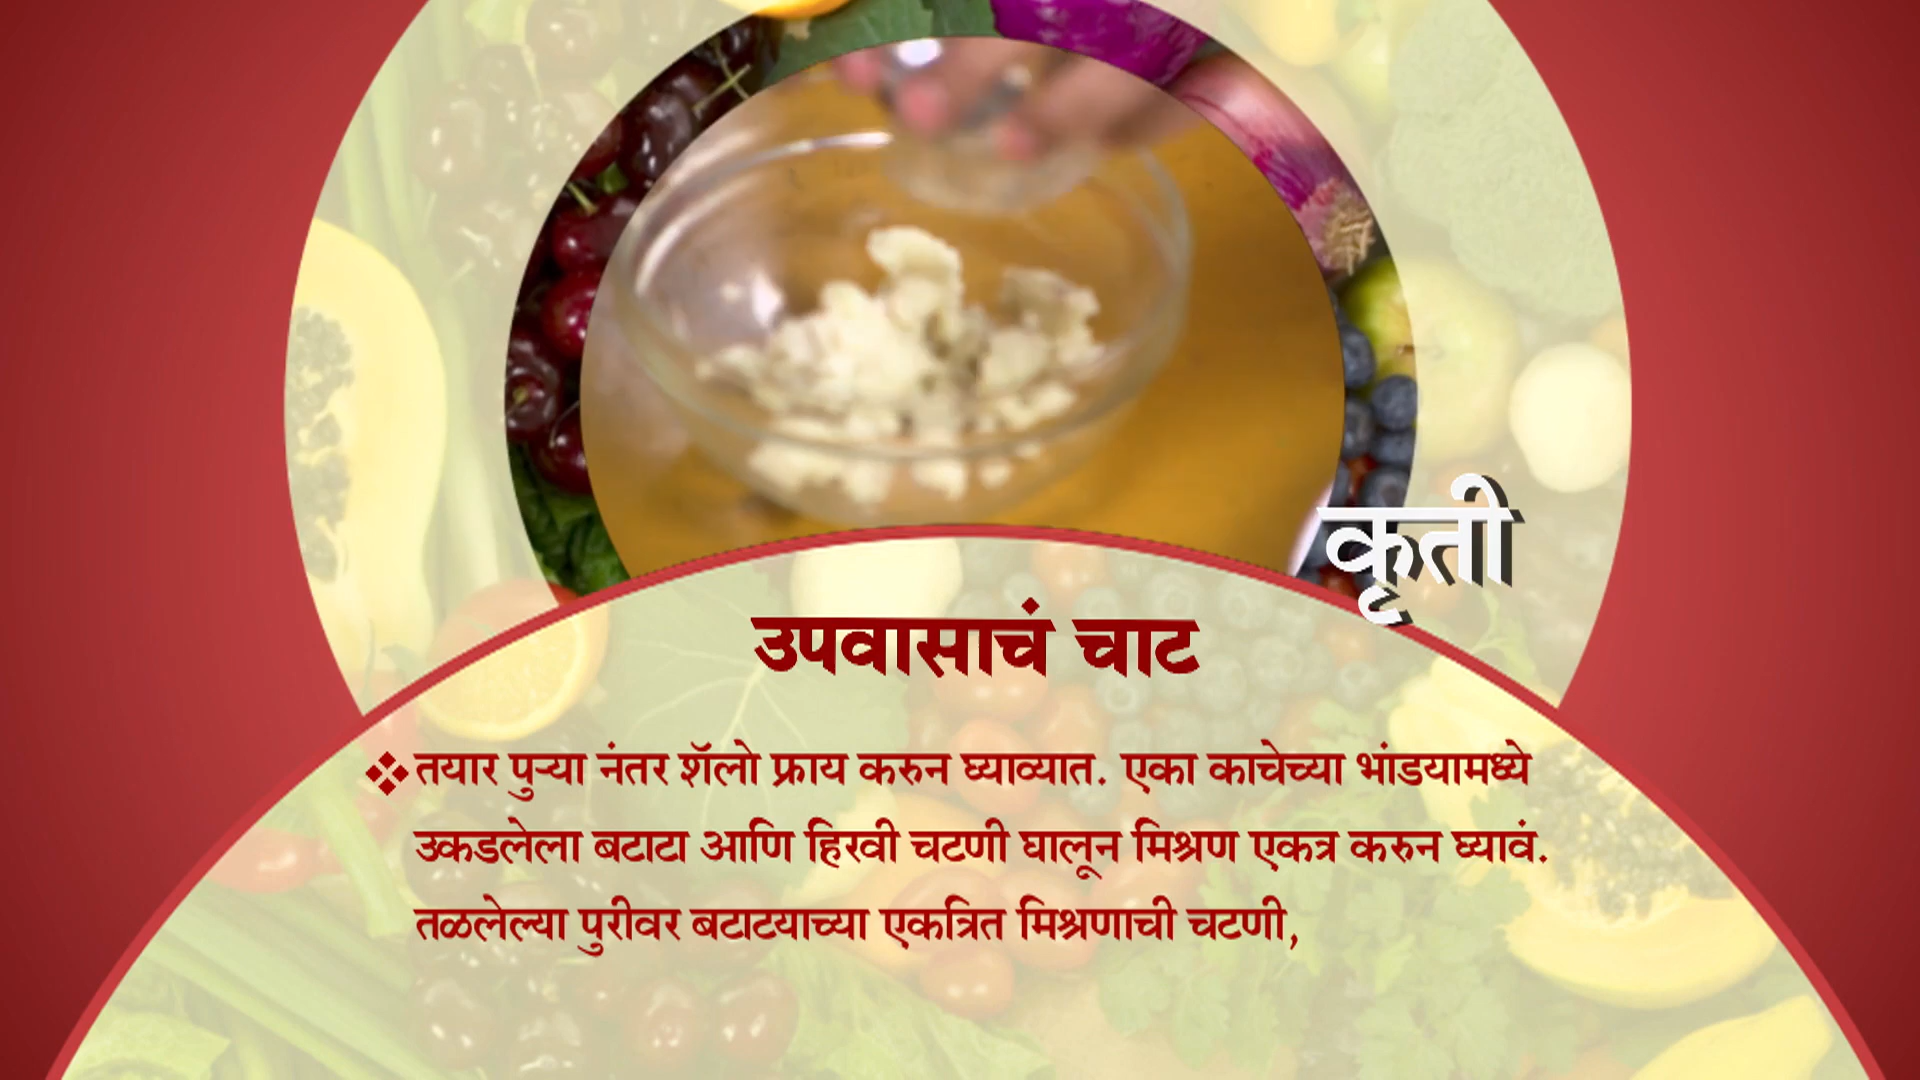 कृती
उपवासाचं चाट
तयार पुऱ्या नंतर शॅलो फ्राय करुन घ्याव्यात. एका काचेच्या भांडयामध्ये
उकडलेला बटाटा आणि हिरवी चटणी घालून मिश्रण एकत्र करुन घ्यावं.
तळलेल्या पुरीवर बटाटयाच्या एकत्रित मिश्रणाची चटणी,